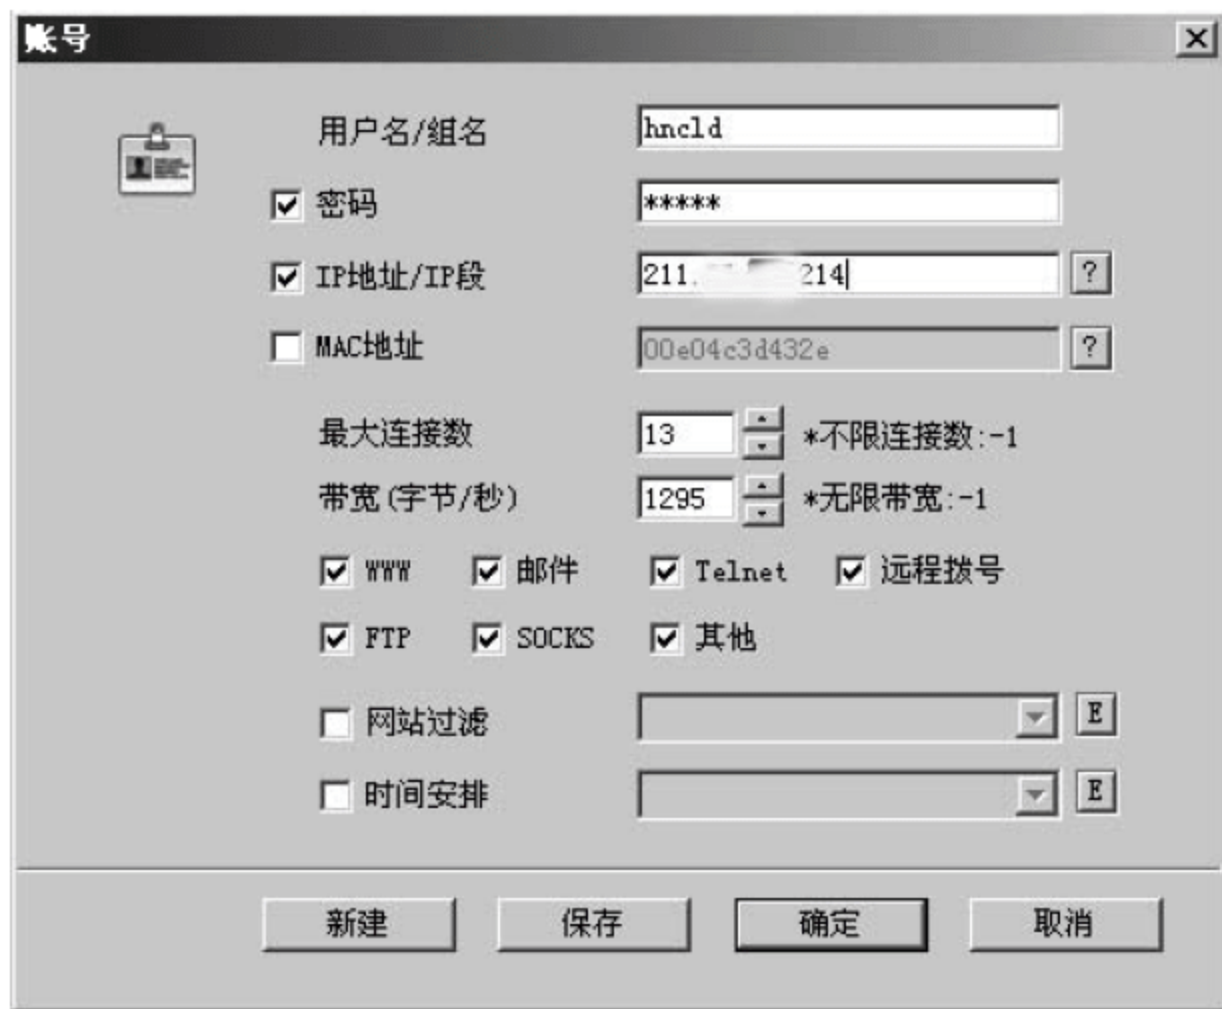 账号
用户名/组名 hncld
密码 *****
IP地址/IP段 211. 214 ?
MAC地址 00e04c3d432e ?
最大连接数 13 *不限连接数:-1
带宽(字节/秒) 1295 *无限带宽:-1
WWW 邮件 Telnet 远程拨号
FTP SOCKS 其他
网站过滤 E
时间安排 E
新建 保存 确定 取消